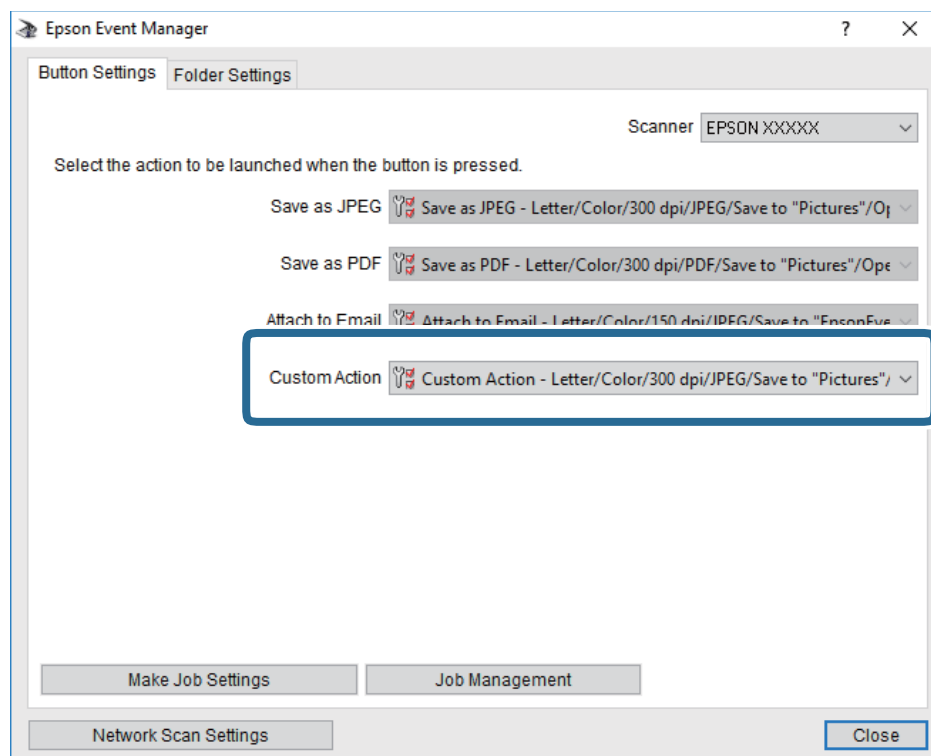 Epson Event Manager
Button Settings Folder Settings
Scanner EPSON XXXXX
Select the action to be launched when the button is pressed.
Save as JPEG Save as JPEG - Letter/Color/300 dpi/JPEG/Save to "Pictures"/Op
Save as PDF Save as PDF - Letter/Color/300 dpi/PDF/Save to "Pictures"/Ope
Attach to Email Attach to Email - Letter/Color/150 dpi/JPEG/Save to "EpsonEve
Custom Action Custom Action - Letter/Color/300 dpi/JPEG/Save to "Pictures"/
Make Job Settings Job Management
Network Scan Settings Close